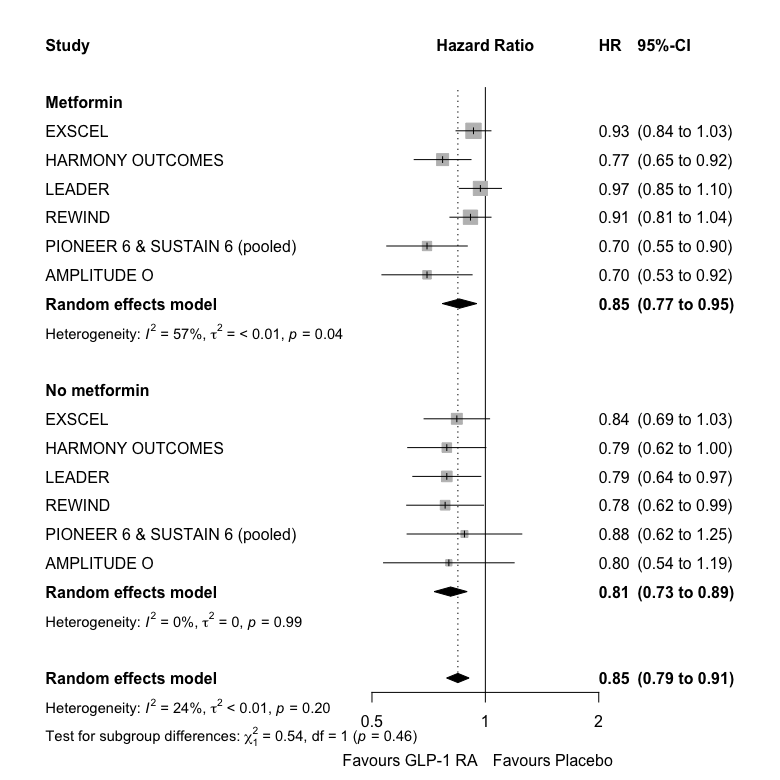 Study Hazard Ratio HR 95%-CI
Metformin
EXSCEL 0.93 (0.84 to 1.03)
HARMONY OUTCOMES 0.77 (0.65 to 0.92)
LEADER 0.97 (0.85 to 1.10)
REWIND 0.91 (0.81 to 1.04)
PIONEER 6 & SUSTAIN 6 (pooled) 0.70 (0.55 to 0.90)
AMPLITUDE O 0.70 (0.53 to 0.92)
Random effects model 0.85 (0.77 to 0.95)
Heterogeneity: I² = 57%, τ² = < 0.01, p = 0.04
No metformin
EXSCEL 0.84 (0.69 to 1.03)
HARMONY OUTCOMES 0.79 (0.62 to 1.00)
LEADER 0.79 (0.64 to 0.97)
REWIND 0.78 (0.62 to 0.99)
PIONEER 6 & SUSTAIN 6 (pooled) 0.88 (0.62 to 1.25)
AMPLITUDE O 0.80 (0.54 to 1.19)
Random effects model 0.81 (0.73 to 0.89)
Heterogeneity: I² = 0%, τ² = 0, p = 0.99
Random effects model 0.85 (0.79 to 0.91)
Heterogeneity: I² = 24%, τ² < 0.01, p = 0.20
0.5 1 2
Test for subgroup differences: χ²₁ = 0.54, df = 1 (p = 0.46)
Favours GLP-1 RA Favours Placebo